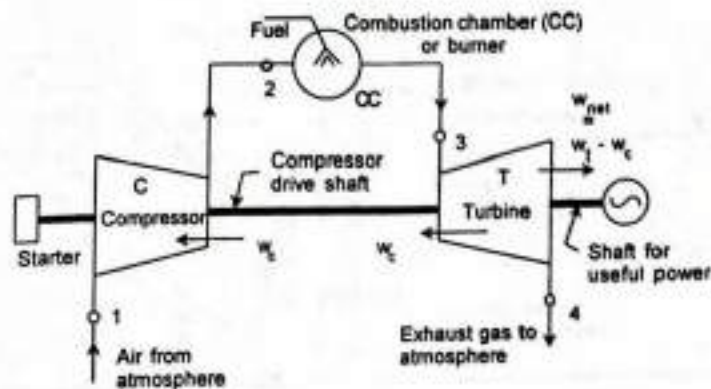 Fuel
Combustion chamber (CC)
or burner
2
CC
w net
=
w t - w c
3
C
Compressor
Compressor
drive shaft
T
Turbine
Starter
w c
w c
Shaft for
useful power
1
4
Air from
atmosphere
Exhaust gas to
atmosphere